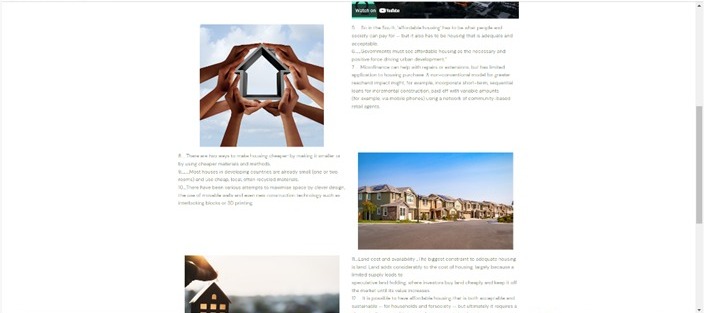 Watch on YouTube
5. So in the South, 'affordable housing' has to be what people and
society can pay for – but it also has to be housing that is adequate and
acceptable.
6. Governments must see affordable housing as the necessary and
positive force driving urban development."
7. Microfinance can help with repairs or extensions, but has limited
application to housing purchase. A non-conventional model for greater
reach and impact might, for example, incorporate short-term, sequential
loans for incremental construction, paid off with variable amounts
(for example, via mobile phones) using a network of community-based
retail agents.
8. There are two ways to make housing cheaper: by making it smaller or
by using cheaper materials and methods.
9. Most houses in developing countries are already small (one or two
rooms) and use cheap, local, often recycled materials.
10. There have been various attempts to maximise space by clever design,
the use of movable walls and even new construction technology such as
interlocking blocks or 3D printing.
11. Land cost and availability ...the biggest constraint to adequate housing
is land. Land adds considerably to the cost of housing, largely because a
limited supply leads to
speculative land holding, where investors buy land cheaply and keep it off
the market until its value increases.
12. It is possible to have affordable housing that is both acceptable and
sustainable – for households and for society – but ultimately it requires a